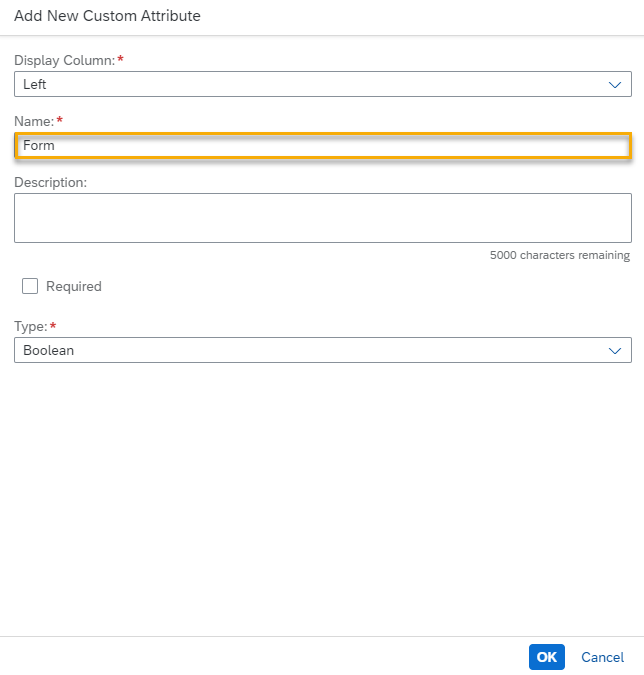 Add New Custom Attribute
Display Column:*
Left
Name:*
Form
Description:
5000 characters remaining
Required
Type:*
Boolean
OK Cancel